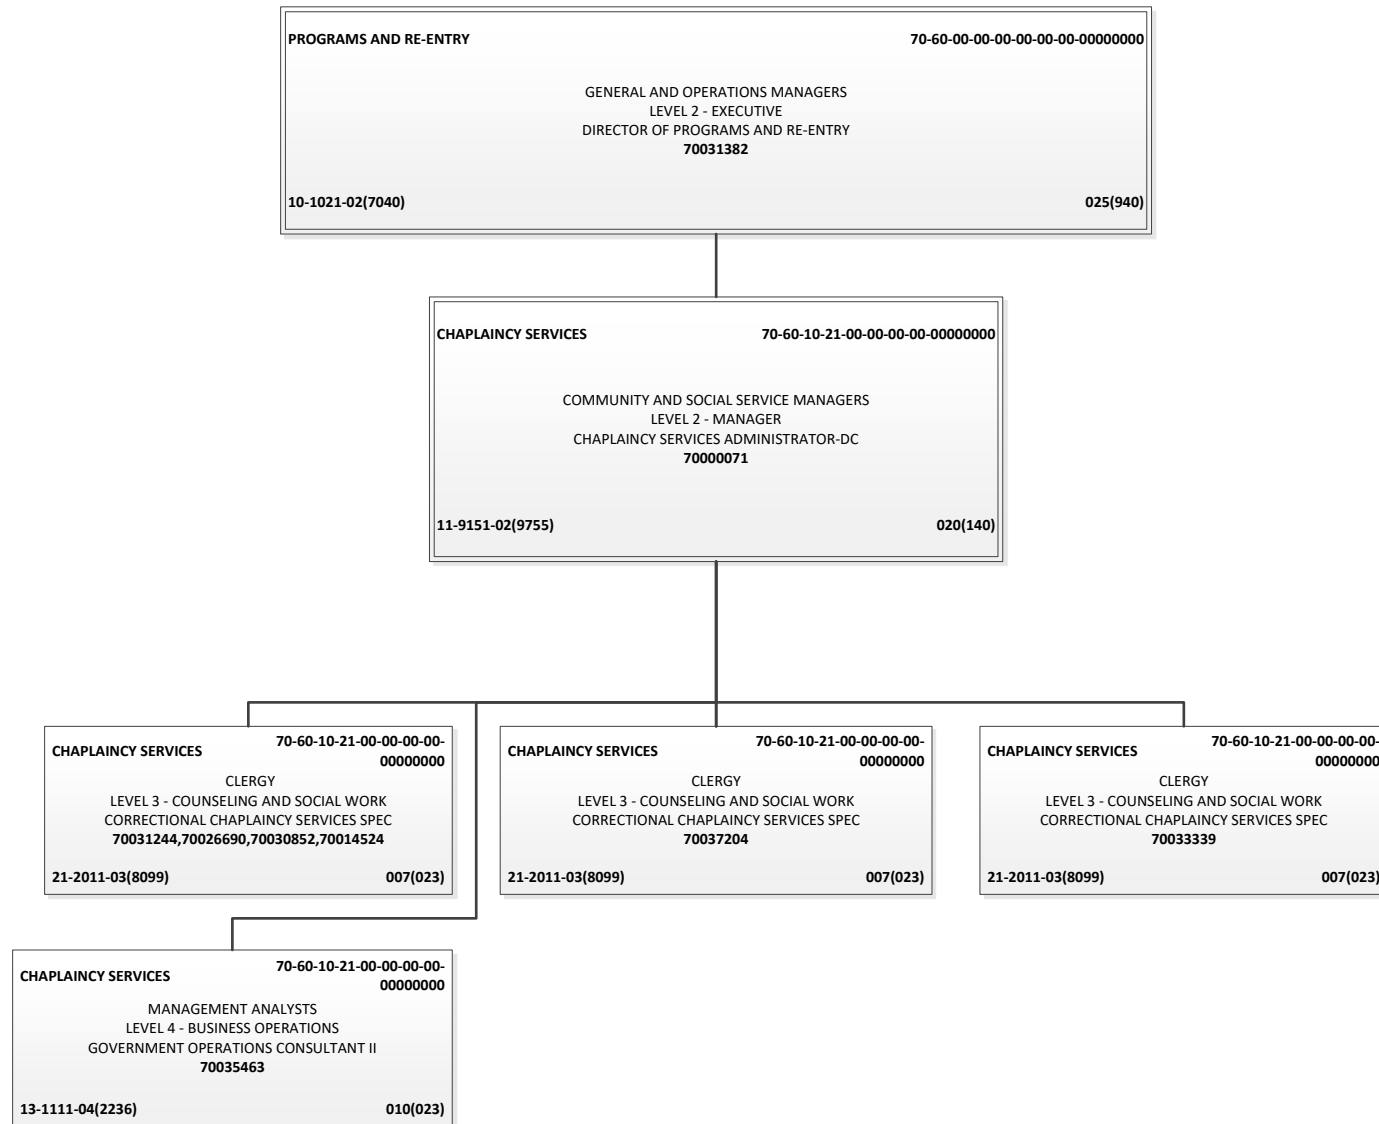 PROGRAMS AND RE-ENTRY
70-60-00-00-00-00-00-00-00000000
GENERAL AND OPERATIONS MANAGERS
LEVEL 2 - EXECUTIVE
DIRECTOR OF PROGRAMS AND RE-ENTRY
70031382
10-1021-02(7040)
025(940)
CHAPLAINCY SERVICES
70-60-10-21-00-00-00-00-00000000
COMMUNITY AND SOCIAL SERVICE MANAGERS
LEVEL 2 - MANAGER
CHAPLAINCY SERVICES ADMINISTRATOR-DC
70000071
11-9151-02(9755)
020(140)
CHAPLAINCY SERVICES
70-60-10-21-00-00-00-00-
00000000
CLERGY
LEVEL 3 - COUNSELING AND SOCIAL WORK
CORRECTIONAL CHAPLAINCY SERVICES SPEC
70031244,70026690,70030852,70014524
21-2011-03(8099)
007(023)
CHAPLAINCY SERVICES
70-60-10-21-00-00-00-00-
00000000
CLERGY
LEVEL 3 - COUNSELING AND SOCIAL WORK
CORRECTIONAL CHAPLAINCY SERVICES SPEC
70037204
21-2011-03(8099)
007(023)
CHAPLAINCY SERVICES
70-60-10-21-00-00-00-00-
00000000
CLERGY
LEVEL 3 - COUNSELING AND SOCIAL WORK
CORRECTIONAL CHAPLAINCY SERVICES SPEC
70033339
21-2011-03(8099)
007(023)
CHAPLAINCY SERVICES
70-60-10-21-00-00-00-00-
00000000
MANAGEMENT ANALYSTS
LEVEL 4 - BUSINESS OPERATIONS
GOVERNMENT OPERATIONS CONSULTANT II
70035463
13-1111-04(2236)
010(023)